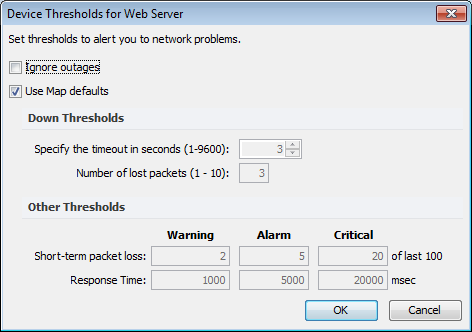 Device Thresholds for Web Server
Set thresholds to alert you to network problems.
Ignore outages
Use Map defaults
Down Thresholds
Specify the timeout in seconds (1-9600): 3
Number of lost packets (1 - 10): 3
Other Thresholds
Warning Alarm Critical
Short-term packet loss: 2 5 20 of last 100
Response Time: 1000 5000 20000 msec
OK Cancel